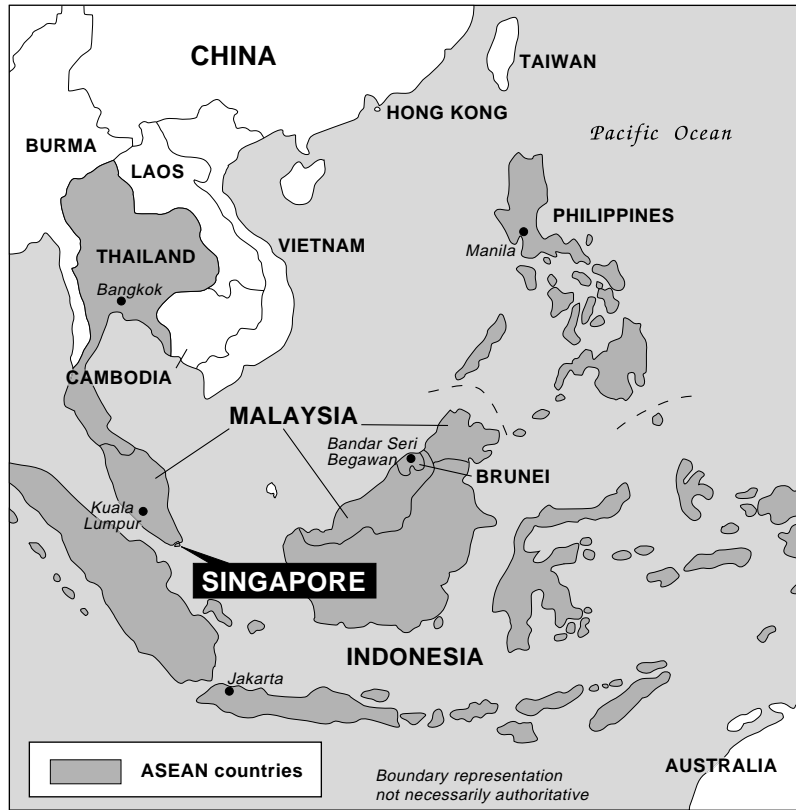 CHINA
TAIWAN
HONG KONG
Pacific Ocean
BURMA
LAOS
PHILIPPINES
VIETNAM
Manila
THAILAND
Bangkok
CAMBODIA
MALAYSIA
Bandar Seri
Begawan
BRUNEI
Kuala
Lumpur
SINGAPORE
INDONESIA
Jakarta
AUSTRALIA
ASEAN countries
Boundary representation
not necessarily authoritative